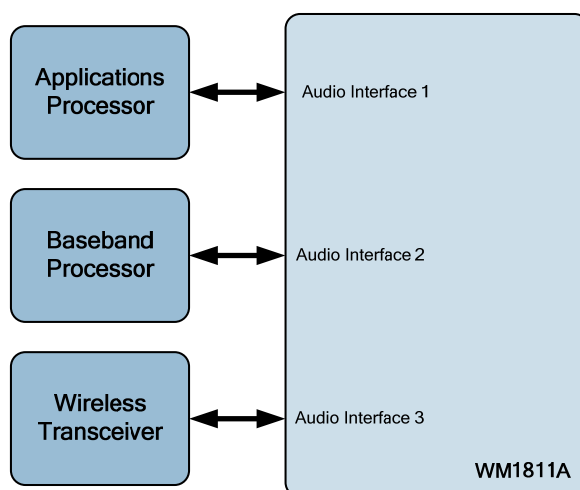 Applications
Processor
Audio Interface 1
Baseband
Processor
Audio Interface 2
Wireless
Transceiver
Audio Interface 3
WM1811A